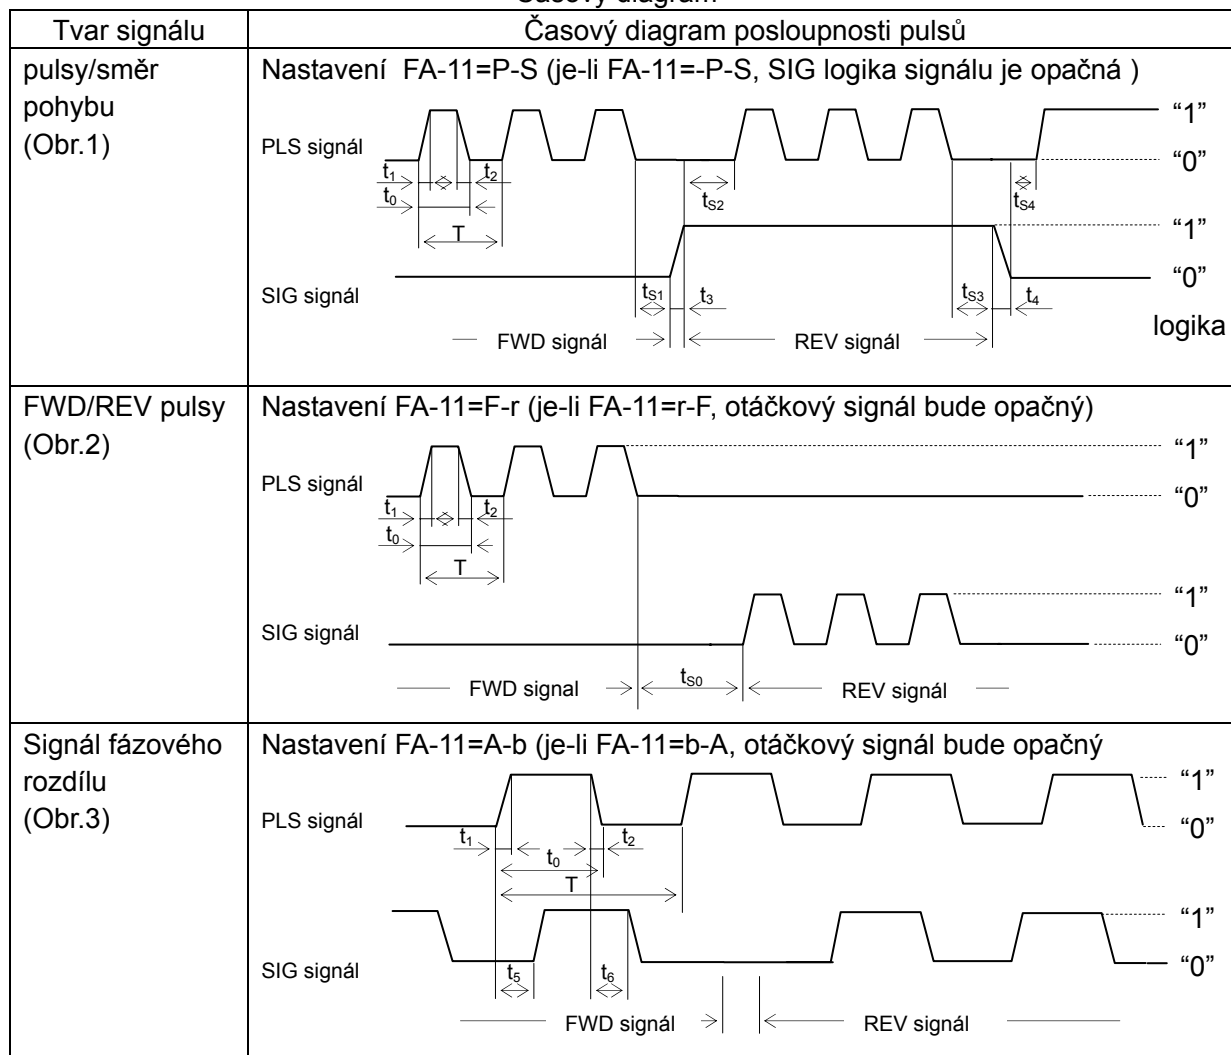 Časový diagram
Tvar signálu
Časový diagram posloupnosti pulsů
pulsy/směr
pohybu
(Obr.1)
Nastavení FA-11=P-S (je-li FA-11=-P-S, SIG logika signálu je opačná )
“1”
PLS signál
“0”
t1
t2
t0
tS2
tS4
T
“1”
“0”
SIG signál
tS1
t3
tS3
t4
logika
FWD signál
REV signál
FWD/REV pulsy
(Obr.2)
Nastavení FA-11=F-r (je-li FA-11=r-F, otáčkový signál bude opačný)
“1”
PLS signál
“0”
t1
t2
t0
T
“1”
SIG signál
“0”
FWD signal
tS0
REV signál
Signál fázového
rozdílu
(Obr.3)
Nastavení FA-11=A-b (je-li FA-11=b-A, otáčkový signál bude opačný
“1”
PLS signál
“0”
t1
t2
t0
T
“1”
SIG signál
“0”
t5
t6
FWD signál
REV signál